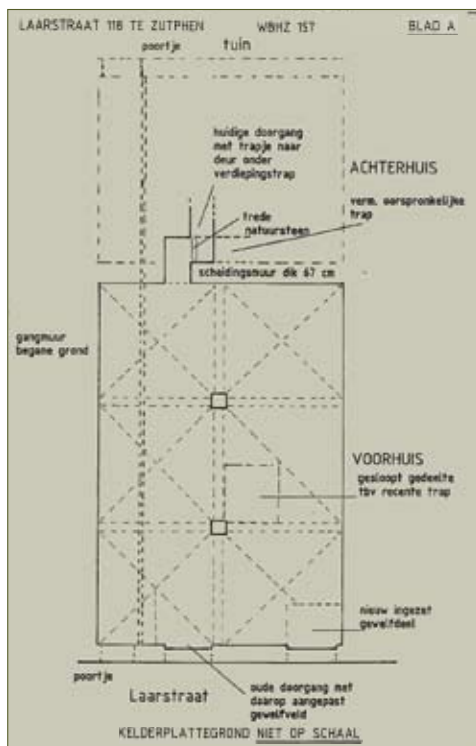 LAARSTRAAT 118 TE ZUTPHEN
WBHZ 157
BLAD A
poortje
tuin
huidige doorgang
met trapje naar
deur onder
verdiepingstrap
ACHTERHUIS
verm. oorspronkelijke
trap
trede
natuursteen
scheidingsmuur dik 67 cm
gangmuur
begane grond
VOORHUIS
gesloopt gedeelte
tbv recente trap
nieuw ingezet
gewelfdeel
poortje
Laarstraat
oude doorgang met
daarop aangepast
gewelfveld
KELDERPLATTEGROND NIET OP SCHAAL